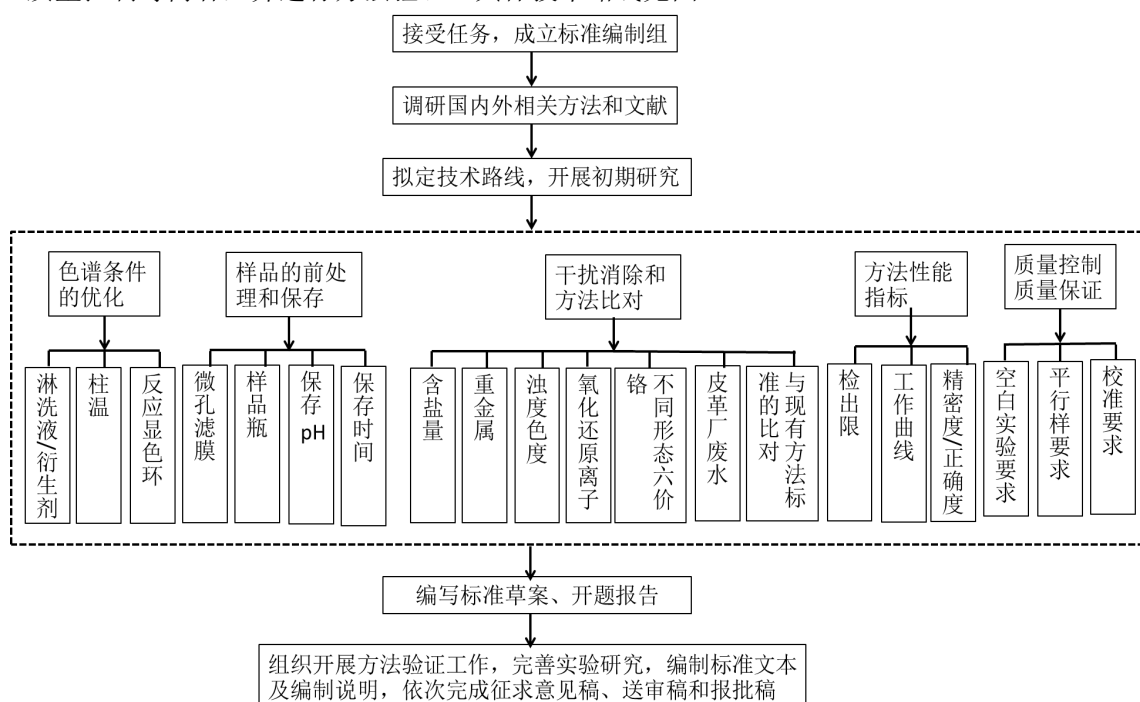 接受任务，成立标准编制组
调研国内外相关方法和文献
拟定技术路线，开展初期研究
色谱条件
的优化
样品的前处
理和保存
干扰消除和
方法比对
方法性能
指标
质量控制
质量保证
淋洗液/衍生剂
柱温
反应显色环
微孔滤膜
样品瓶
保存pH
保存时间
含盐量
重金属
浊度色度
氧化还原离子
不同形态六价
铬
皮革厂废水
与现有方法标
准的比对
检出限
工作曲线
精密度/正确度
空白实验要求
平行样要求
校准要求
编写标准草案、开题报告
组织开展方法验证工作，完善实验研究，编制标准文本
及编制说明，依次完成征求意见稿、送审稿和报批稿